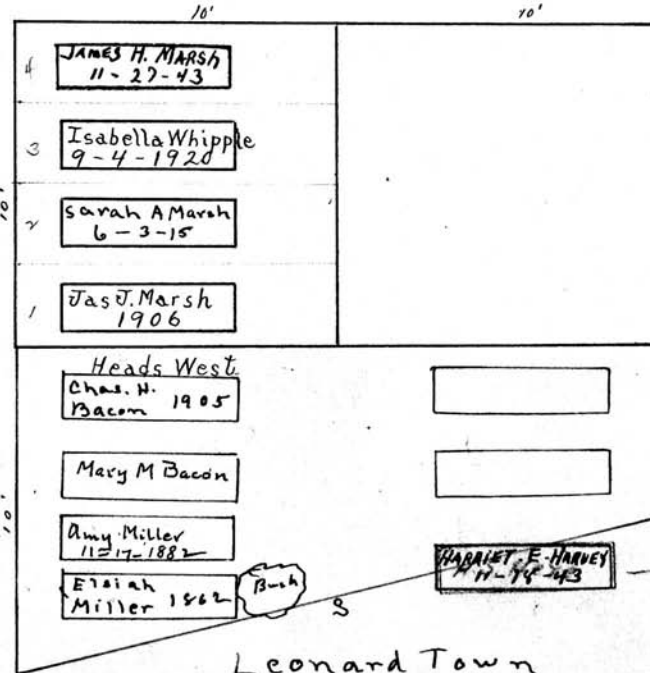 10'
10'
4
JAMES H. MARSH
11-27-43
3
Isabella Whipple
9-4-1920
10'
2
Sarah A Marsh
6-3-15
1
Jas J. Marsh
1906
Heads West
Chas. H.
Bacon 1905
Mary M Bacon
10'
Amy Miller
11-17-1882
HARRIET. E. HARVEY
Elsiah
Miller 1862
Bush
S
Leonard Town